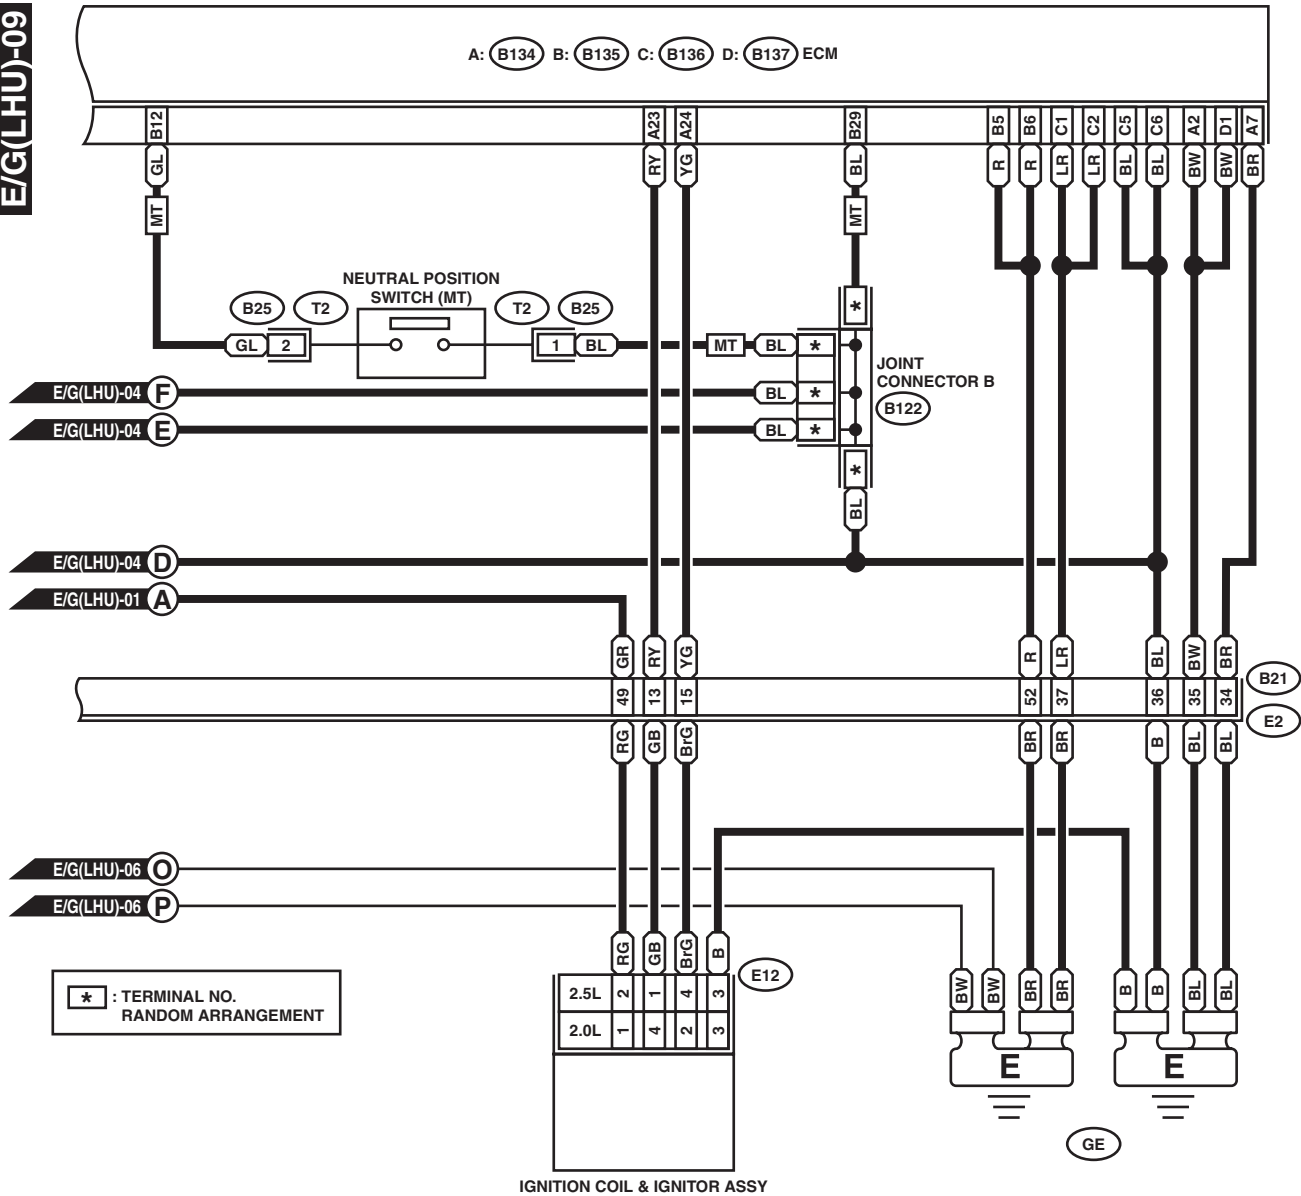 E/G(LHU)-09
A: B134 B: B135 C: B136 D: B137 ECM
B12 A23 A24 B29 B5 B6 C1 C2 C5 C6 A2 D1 A7
GL RY YG BL R R LR LR BL BL BW BW BR
MT MT
NEUTRAL POSITION
SWITCH (MT)
B25 T2 T2 B25
*
GL 2 1 BL MT BL *
JOINT
CONNECTOR B
B122
E/G(LHU)-04 F BL *
E/G(LHU)-04 E BL *
*
BL
E/G(LHU)-04 D
E/G(LHU)-01 A
GR RY YG R LR BL BW BR
B21
49 13 15 52 37 36 35 34
E2
RG GB BrG BR BR B BL BL
E/G(LHU)-06 O
E/G(LHU)-06 P
RG GB BrG B
E12
BW BW BR BR B B BL BL
2.5L 2 1 4 3
2.0L 1 4 2 3
* : TERMINAL NO.
RANDOM ARRANGEMENT
E E
GE
IGNITION COIL & IGNITOR ASSY